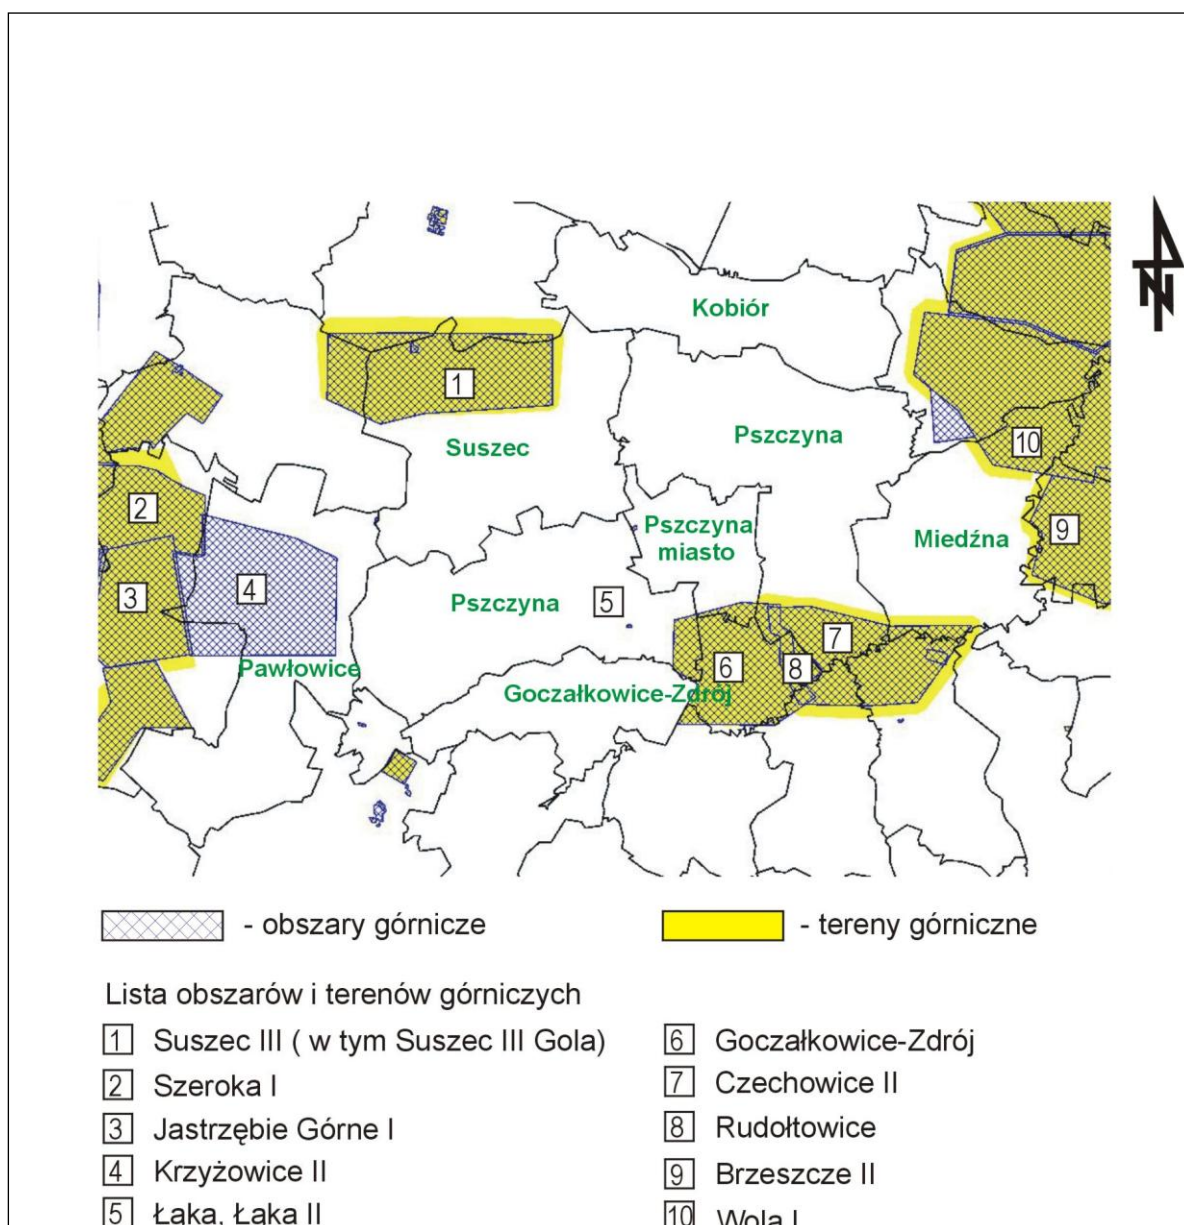 N
Kobiór
1
Pszczyna
Suszec
10
2
Pszczyna
miasto
Miedźna
9
4
3
Pszczyna
5
7
6
8
Pawłowice
Goczałkowice-Zdrój
- obszary górnicze
- tereny górniczne
Lista obszarów i terenów górniczych
1 Suszec III ( w tym Suszec III Gola)
2 Szeroka I
3 Jastrzębie Górne I
4 Krzyżowice II
5 Łąka, Łąka II
6 Goczałkowice-Zdrój
7 Czechowice II
8 Rudołtowice
9 Brzeszcze II
10 Wola I